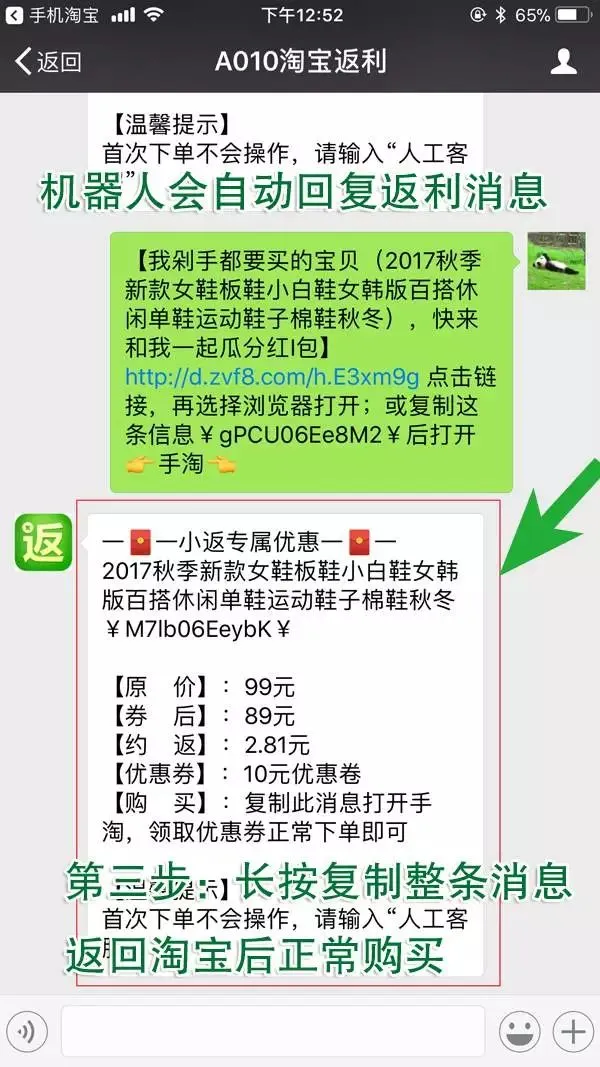 手机淘宝 下午12:52 65%
返回 A010淘宝返利
【温馨提示】
首次下单不会操作，请输入“人工客
”
机器人会自动回复返利消息
【我剁手都要买的宝贝（2017秋季
新款女鞋板鞋小白鞋女韩版百搭休
闲单鞋运动鞋子棉鞋秋冬），快来
和我一起瓜分红I包】
http://d.zvf8.com/h.E3xm9g 点击链
接，再选择浏览器打开；或复制这
条信息￥gPCU06Ee8M2￥后打开
👉手淘👈
返
一🧧一小返专属优惠一🧧一
2017秋季新款女鞋板鞋小白鞋女韩
版百搭休闲单鞋运动鞋子棉鞋秋冬
￥M7lb06EeybK￥
【原 价】：99元
【券 后】：89元
【约 返】：2.81元
【优惠券】：10元优惠卷
【购 买】：复制此消息打开手
淘，领取优惠券正常下单即可
第三步：长按复制整条消息
首次下单不会操作，请输入“人工客
返回淘宝后正常购买